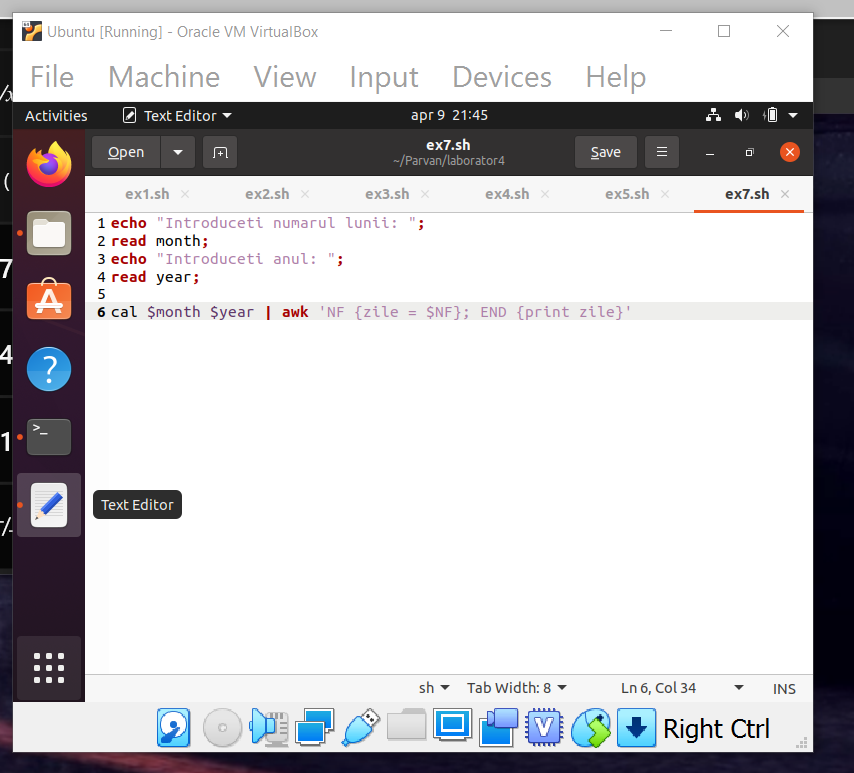 Ubuntu [Running] - Oracle VM VirtualBox
File Machine View Input Devices Help
Activities Text Editor apr 9 21:45
Open ex7.sh Save
~/Parvan/laborator4
ex1.sh ex2.sh ex3.sh ex4.sh ex5.sh ex7.sh
1 echo "Introduceti numarul lunii: ";
2 read month;
3 echo "Introduceti anul: ";
4 read year;
5
6 cal $month $year | awk 'NF {zile = $NF}; END {print zile}'
Text Editor
sh Tab Width: 8 Ln 6, Col 34 INS
Right Ctrl
7
4
1